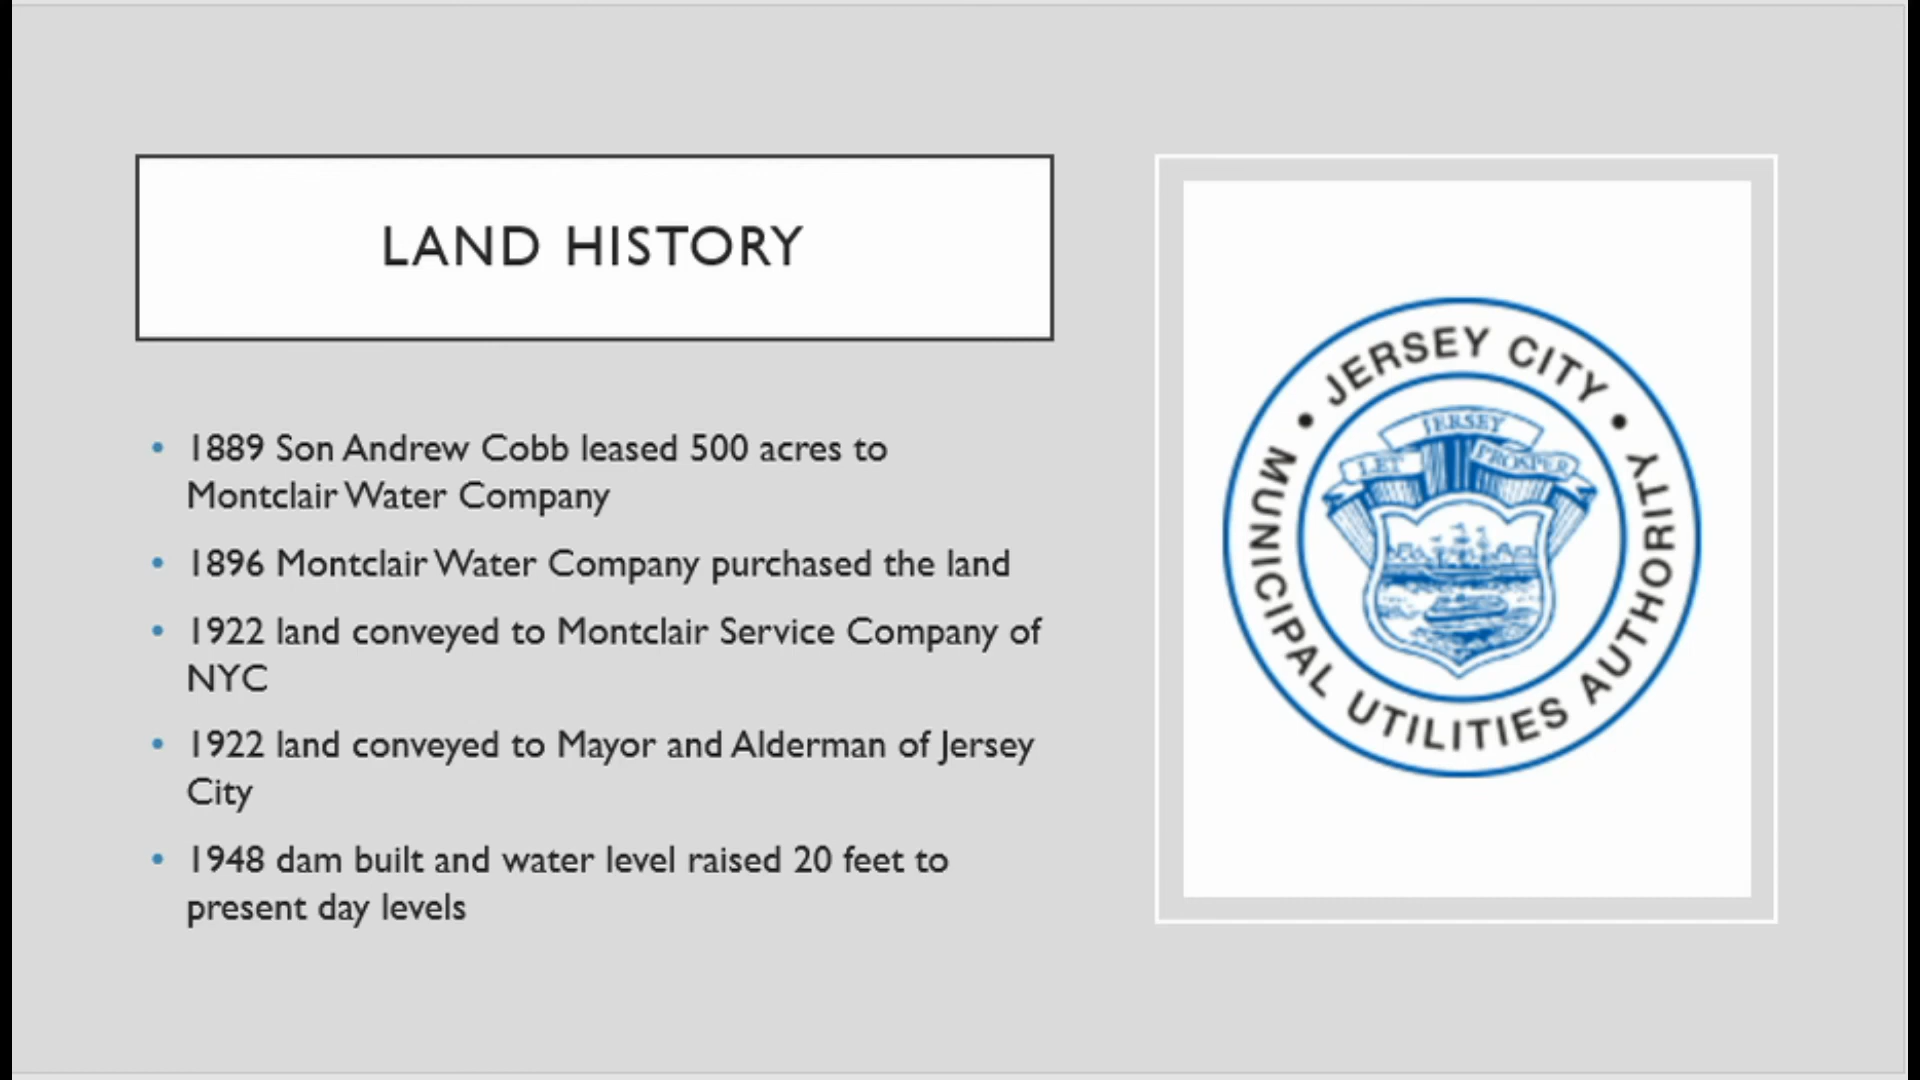 LAND HISTORY
• 1889 Son Andrew Cobb leased 500 acres to
Montclair Water Company
• 1896 Montclair Water Company purchased the land
• 1922 land conveyed to Montclair Service Company of
NYC
• 1922 land conveyed to Mayor and Alderman of Jersey
City
• 1948 dam built and water level raised 20 feet to
present day levels
• JERSEY CITY •
MUNICIPAL UTILITIES AUTHORITY
LET JERSEY PROSPER